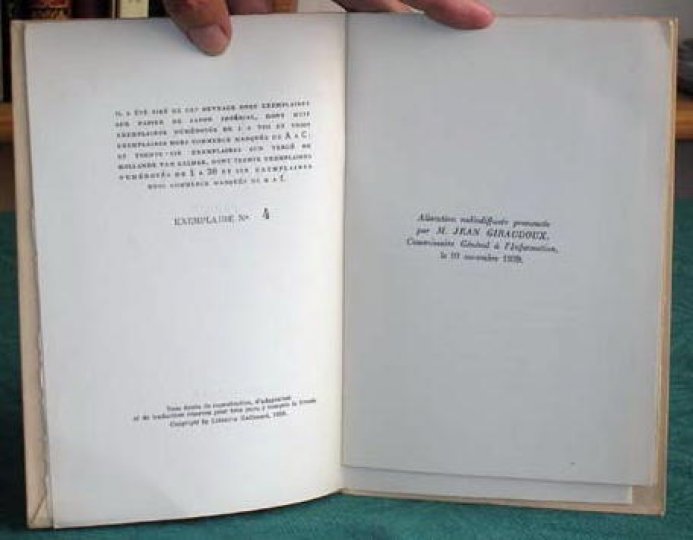 IL A ÉTÉ TIRÉ DE CET OUVRAGE ONZE EXEMPLAIRES
SUR PAPIER DE JAPON IMPÉRIAL, DONT HUIT
EXEMPLAIRES NUMÉROTÉS DE I A VIII ET TROIS
EXEMPLAIRES HORS COMMERCE MARQUÉS DE A A C;
ET TRENTE-SIX EXEMPLAIRES SUR VERGÉ DE
HOLLANDE VAN GELDER, DONT TRENTE EXEMPLAIRES
NUMÉROTÉS DE 1 A 30 ET SIX EXEMPLAIRES
HORS COMMERCE MARQUÉS DE a A f.
EXEMPLAIRE No 4
Tous droits de reproduction, d'adaptation
et de traduction réservés pour tous pays, y compris la Russie
Copyright by Librairie Gallimard, 1939.
Allocution radiodiffusée prononcée
par M. JEAN GIRAUDOUX,
Commissaire Général à l'Information,
le 10 novembre 1939.